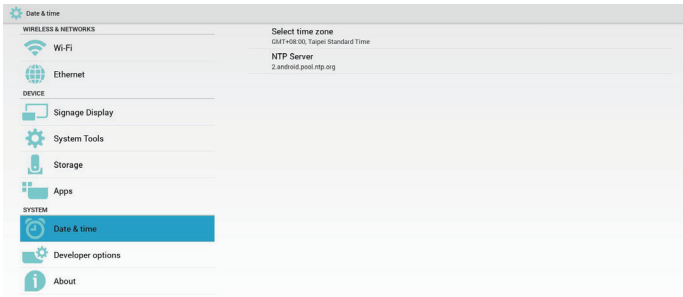 Date & time
WIRELESS & NETWORKS
Wi-Fi
Ethernet
DEVICE
Signage Display
System Tools
Storage
Apps
SYSTEM
Date & time
Developer options
About
Select time zone
GMT+08:00, Taipei Standard Time
NTP Server
2.android.pool.ntp.org